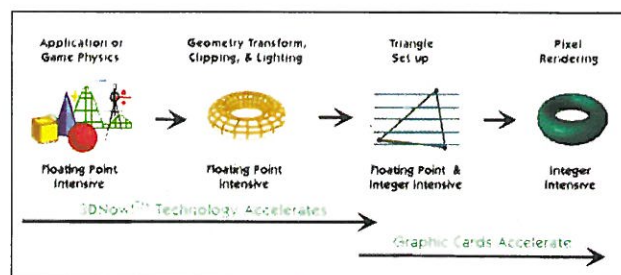 Application or
Game Physics
Geometry Transform,
Clipping, & Lighting
Triangle
Set up
Pixel
Rendering
Floating Point
Intensive
Floating Point
Intensive
Floating Point &
Integer Intensive
Integer
Intensive
3DNow!™ Technology Accelerates
Graphic Cards Accelerate